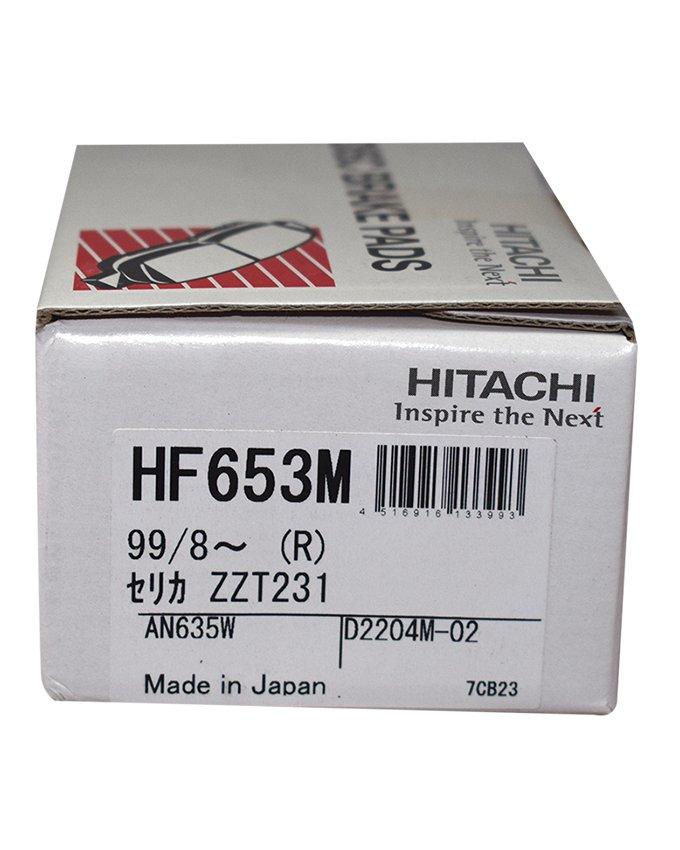 DISC BRAKE PADS
HITACHI
Inspire the Next
HITACHI
Inspire the Next
HF653M
4 516916 133993
99/8～ (R)
ｾﾘｶ ZZT231
AN635W
D2204M-02
Made in Japan
7CB23